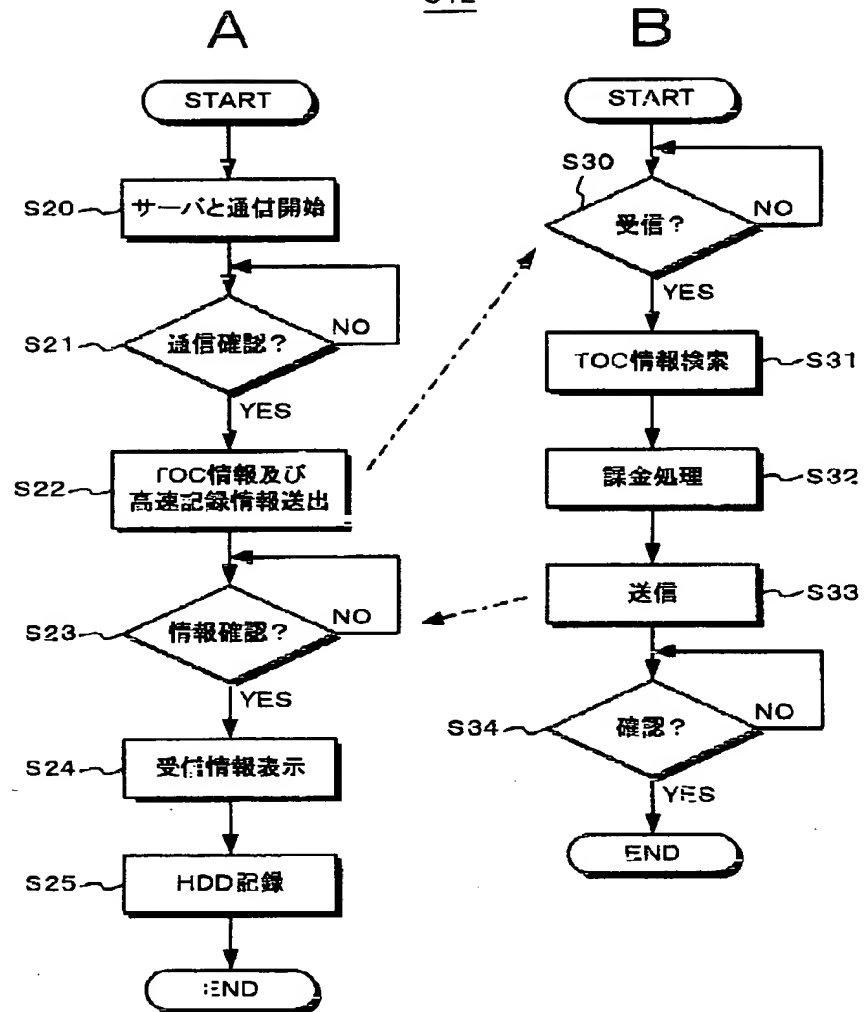 A
START
S20
サーバと通信開始
S21
通信確認?
NO
YES
S22
TOC情報及び
高速記録情報送出
S23
情報確認?
NO
YES
S24
受信情報表示
S25
HDD記録
END
B
START
S30
受信?
NO
YES
TOC情報検索
S31
課金処理
S32
送信
S33
S34
確認?
NO
YES
END